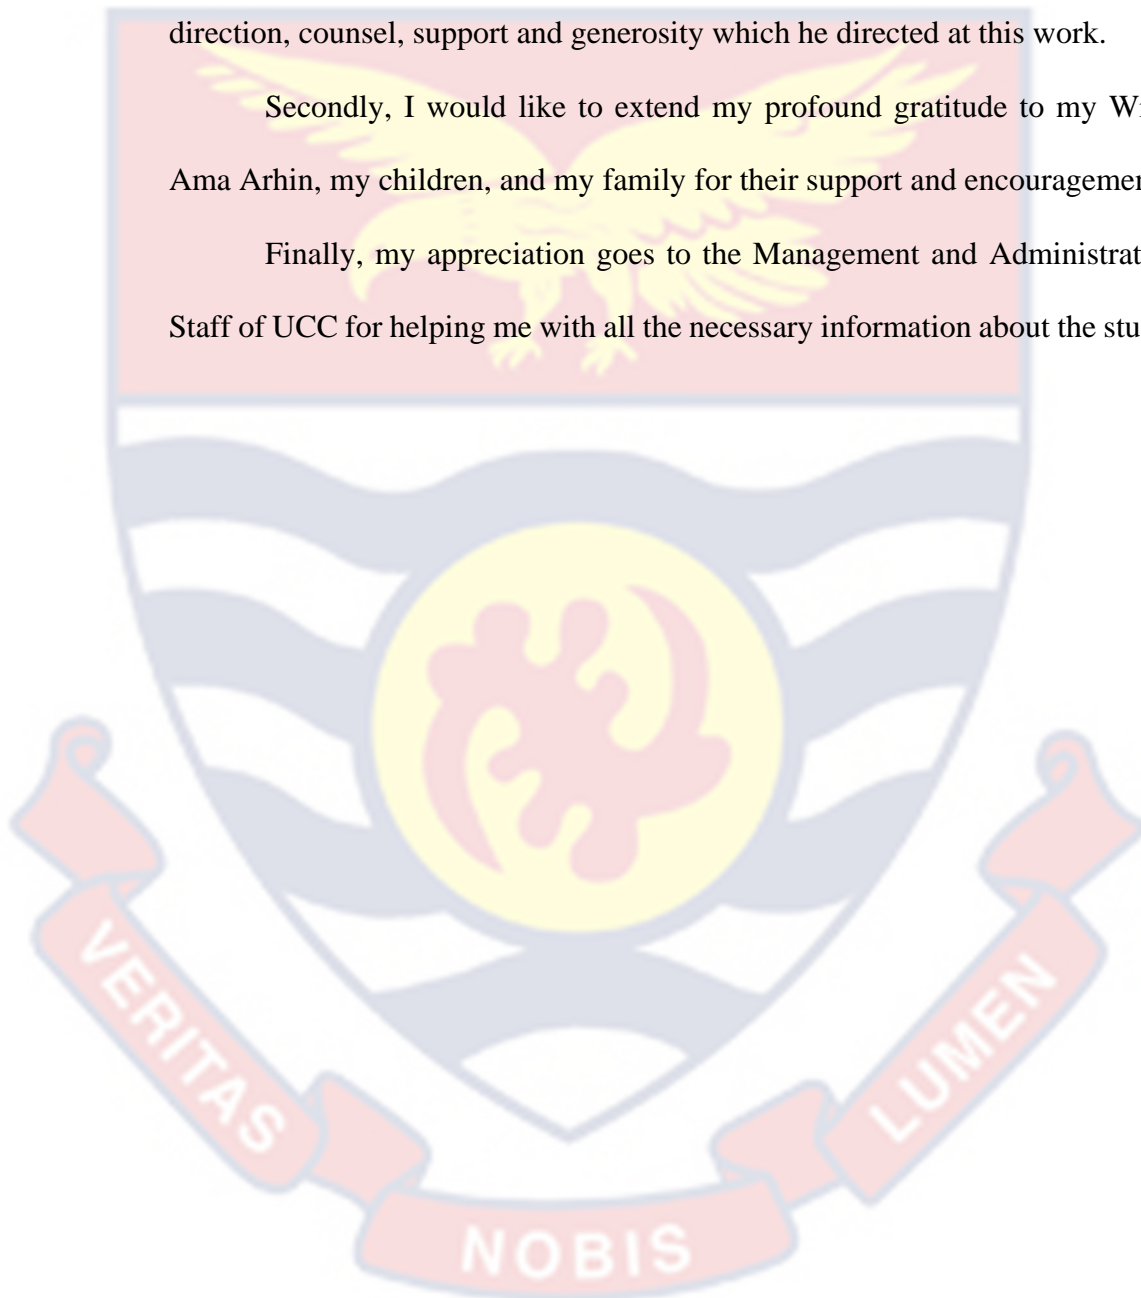 direction, counsel, support and generosity which he directed at this work.
Secondly, I would like to extend my profound gratitude to my
Ama Arhin, my children, and my family for their support and
Finally, my appreciation goes to the Management and
Staff of UCC for helping me with all the necessary information about the
VERITAS
LUMEN
NOBIS